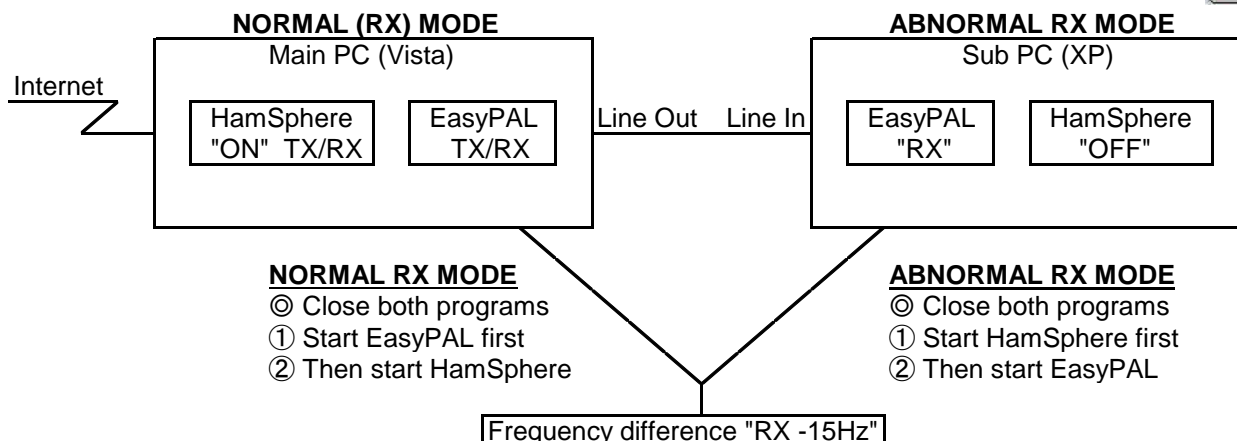 NORMAL (RX) MODE
Main PC (Vista)
Internet
HamSphere
"ON" TX/RX
EasyPAL
TX/RX
Line Out
Line In
ABNORMAL RX MODE
Sub PC (XP)
EasyPAL
"RX"
HamSphere
"OFF"
NORMAL RX MODE
◎ Close both programs
① Start EasyPAL first
② Then start HamSphere
ABNORMAL RX MODE
◎ Close both programs
① Start HamSphere first
② Then start EasyPAL
Frequency difference "RX -15Hz"